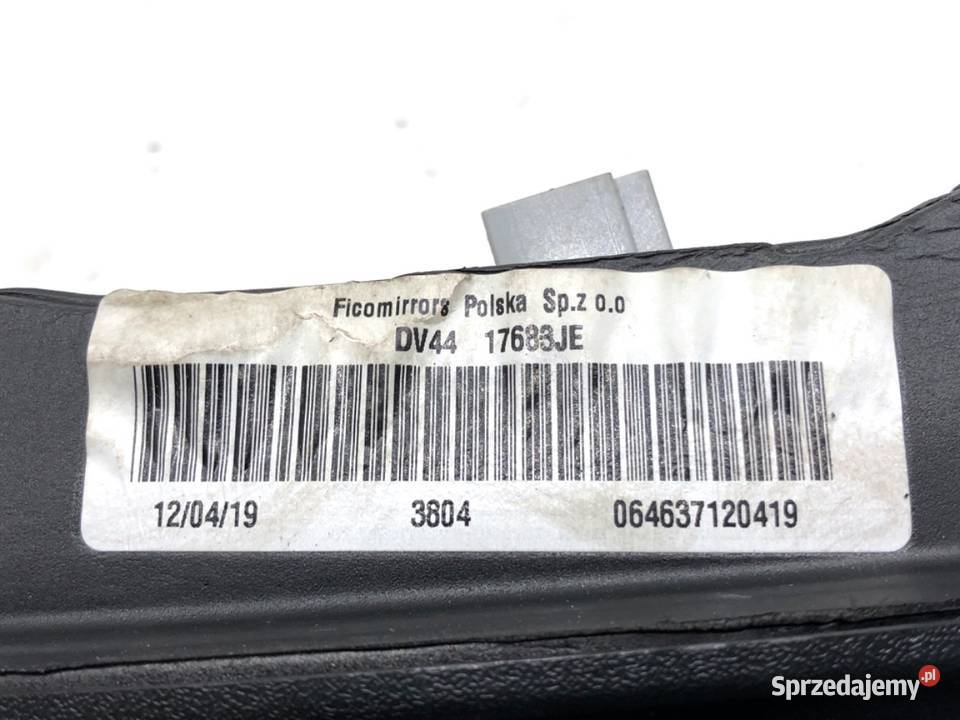 Ficomirrors Polska Sp.z o.o
DV44 17683JE
12/04/19 3804 064637120419
Sprzedajemy.pl